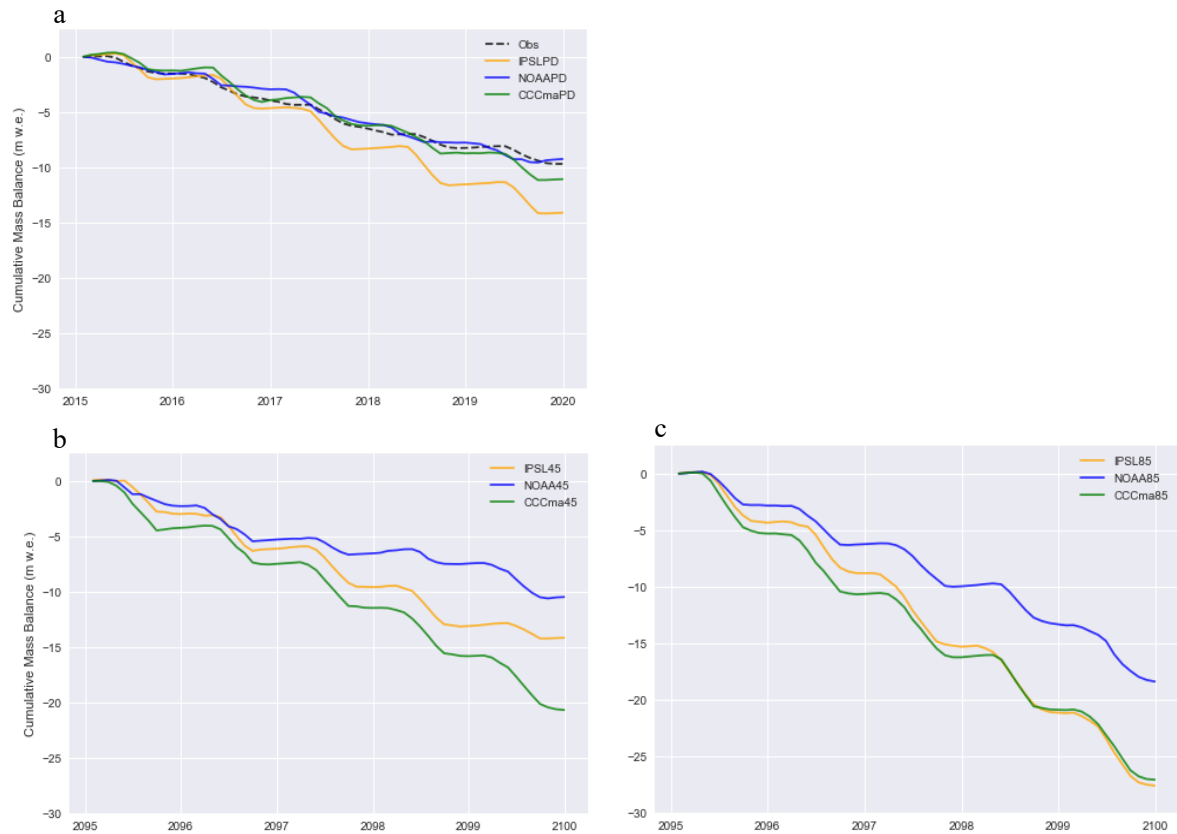 a
Cumulative Mass Balance (m w.e.)
0
−5
−10
−15
−20
−25
−30
2015 2016 2017 2018 2019 2020
Obs
IPSLPD
NOAAPD
CCCmaPD
b
Cumulative Mass Balance (m w.e.)
0
−5
−10
−15
−20
−25
−30
2095 2096 2097 2098 2099 2100
IPSL45
NOAA45
CCCma45
c
0
−5
−10
−15
−20
−25
−30
2095 2096 2097 2098 2099 2100
IPSL85
NOAA85
CCCma85